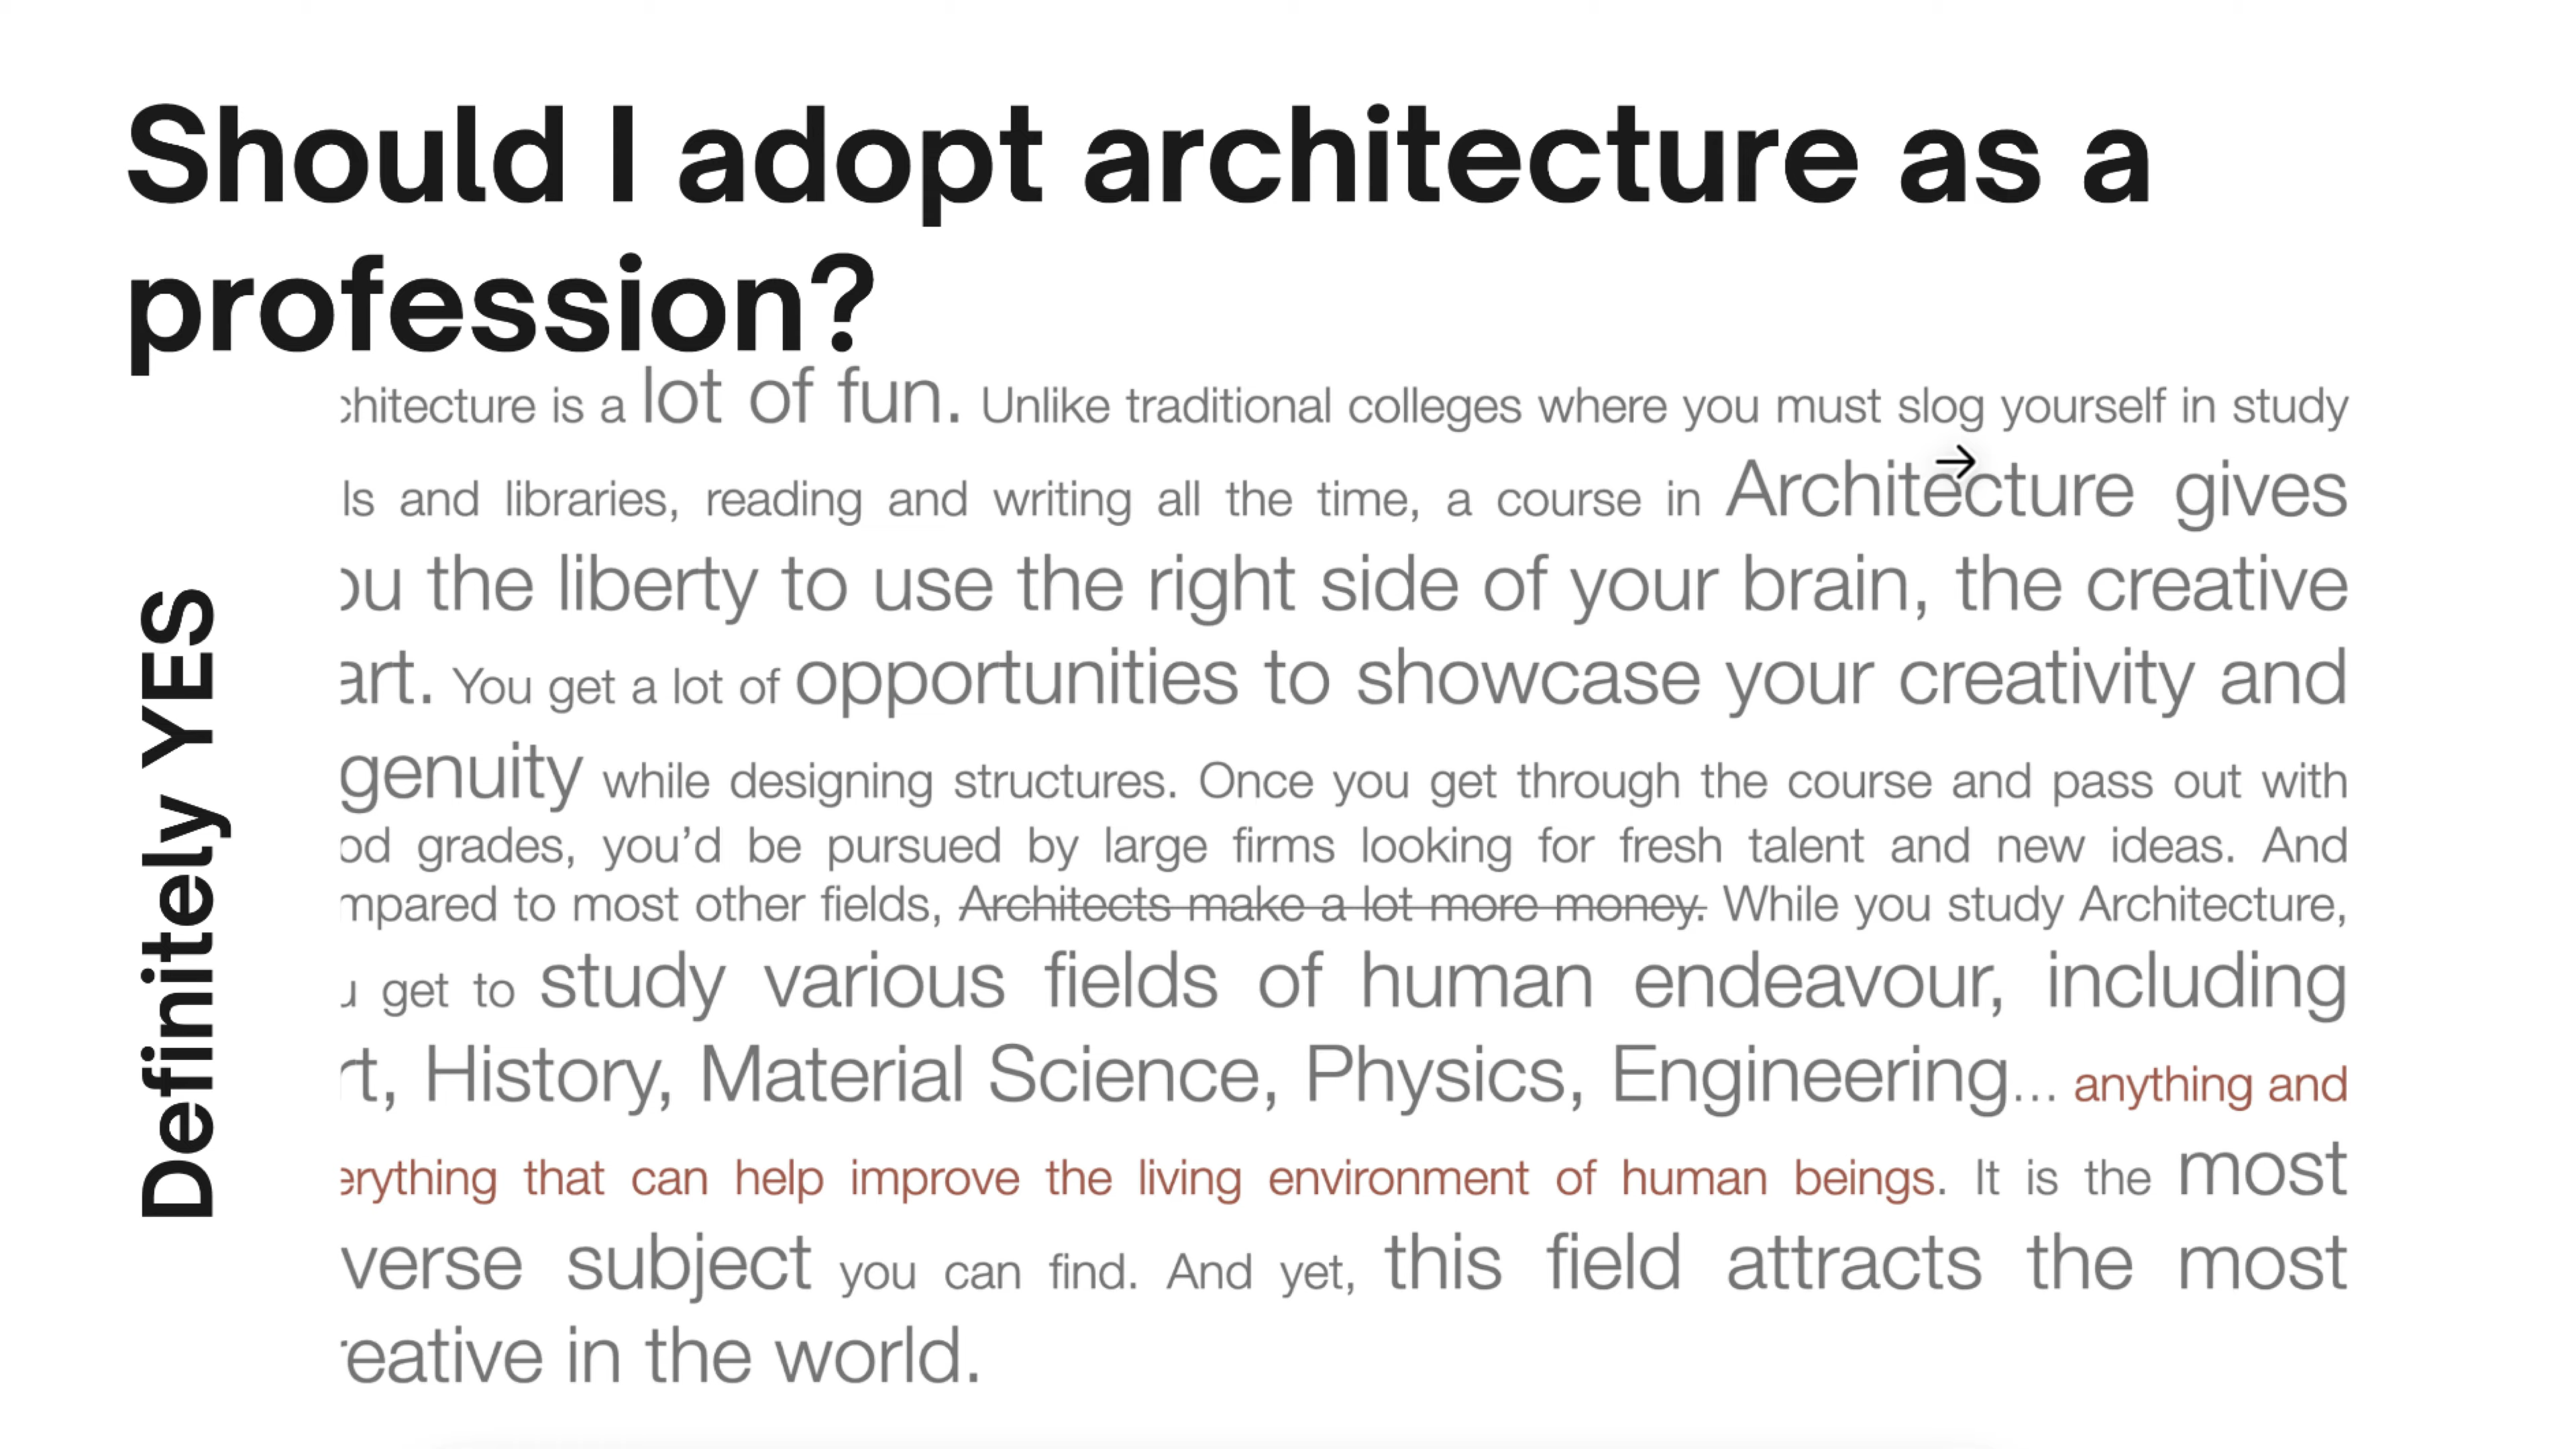 Should I adopt architecture as a
profession?
Definitely YES
chitecture is a lot of fun. Unlike traditional colleges where you must slog yourself in study
ls and libraries, reading and writing all the time, a course in Architecture gives
ou the liberty to use the right side of your brain, the creative
art. You get a lot of opportunities to showcase your creativity and
genuity while designing structures. Once you get through the course and pass out with
od grades, you’d be pursued by large firms looking for fresh talent and new ideas. And
mpared to most other fields, Architects make a lot more money. While you study Architecture,
u get to study various fields of human endeavour, including
rt, History, Material Science, Physics, Engineering... anything and
erything that can help improve the living environment of human beings. It is the most
verse subject you can find. And yet, this field attracts the most
reative in the world.